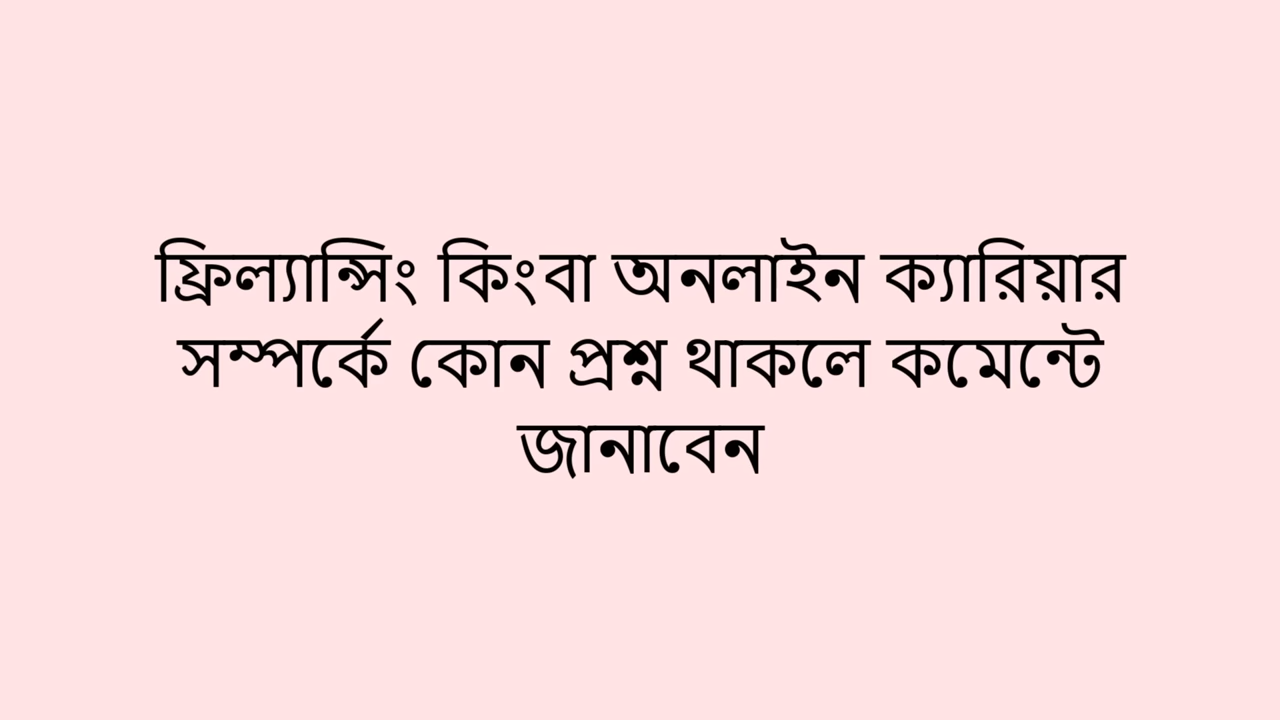 ফ্রিল্যান্সিং কিংবা অনলাইন ক্যারিয়ার
সম্পর্কে কোন প্রশ্ন থাকলে কমেন্টে
জানাবেন